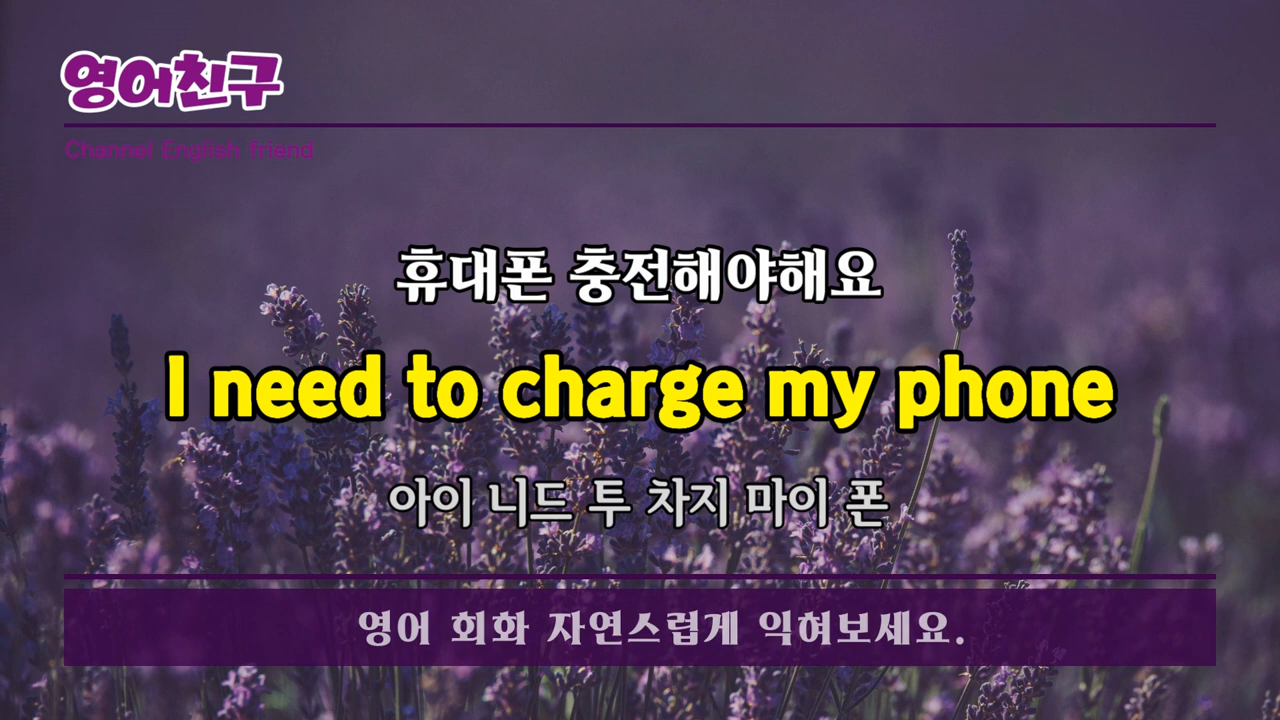 영어친구
Channel English friend
휴대폰 충전해야해요
I need to charge my phone
아이 니드 투 차지 마이 폰
영어 회화 자연스럽게 익혀보세요.